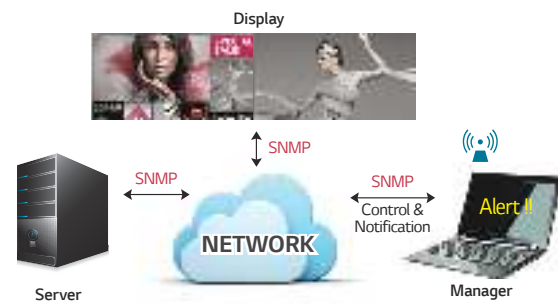 Display
SNMP
SNMP
SNMP
Control &
Notification
Alert !!
NETWORK
Server
Manager